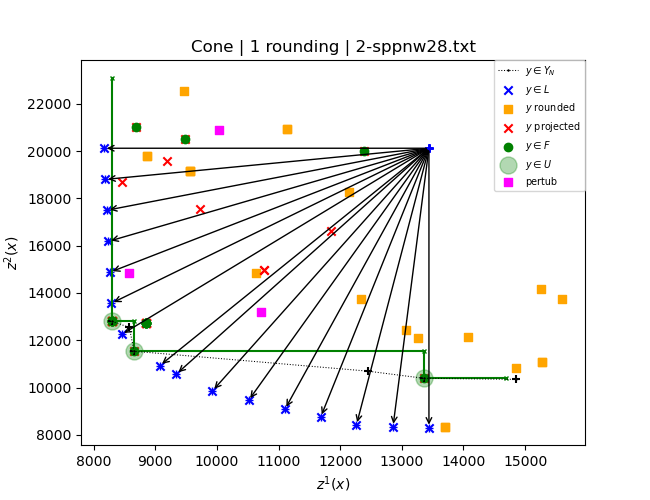 Cone | 1 rounding | 2-sppnw28.txt
z²(x)
22000
20000
18000
16000
14000
12000
10000
8000
8000 9000 10000 11000 12000 13000 14000 15000
z¹(x)
y ∈ Y_N
y ∈ L
y rounded
y projected
y ∈ F
y ∈ U
pertub